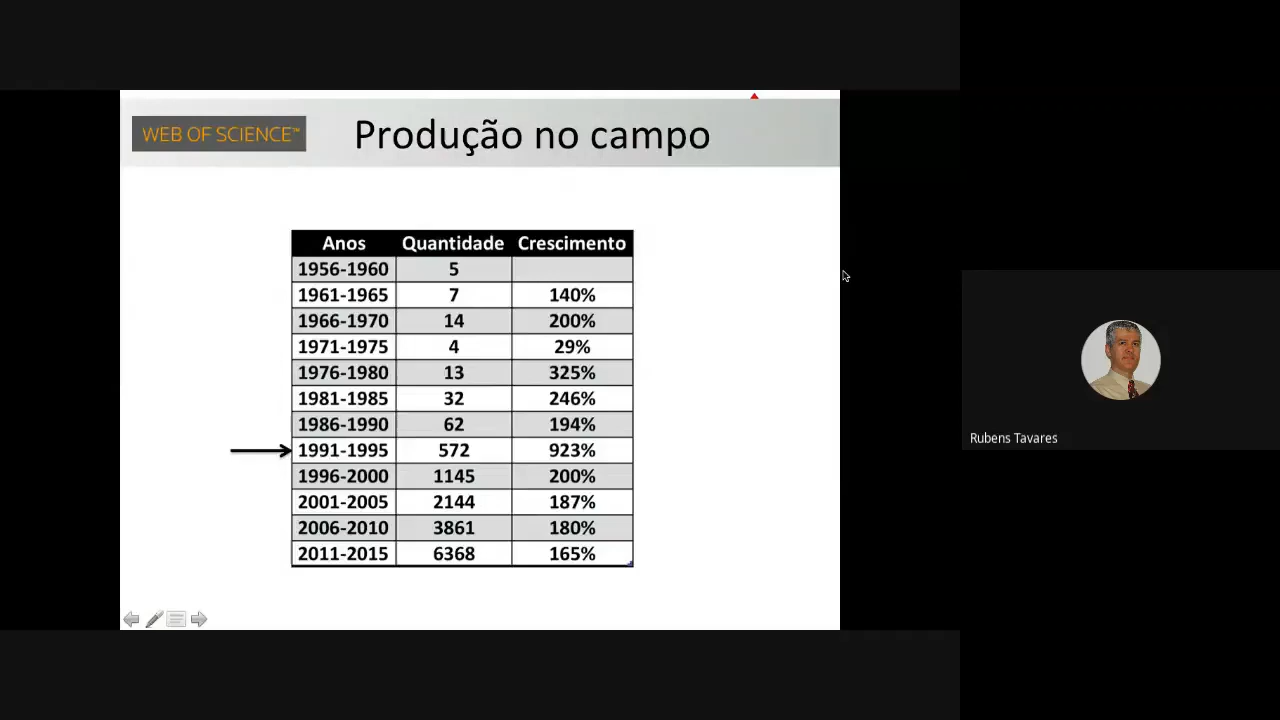 WEB OF SCIENCE™
Produção no campo
Anos Quantidade Crescimento
1956-1960 5
1961-1965 7 140%
1966-1970 14 200%
1971-1975 4 29%
1976-1980 13 325%
1981-1985 32 246%
1986-1990 62 194%
1991-1995 572 923%
1996-2000 1145 200%
2001-2005 2144 187%
2006-2010 3861 180%
2011-2015 6368 165%
Rubens Tavares